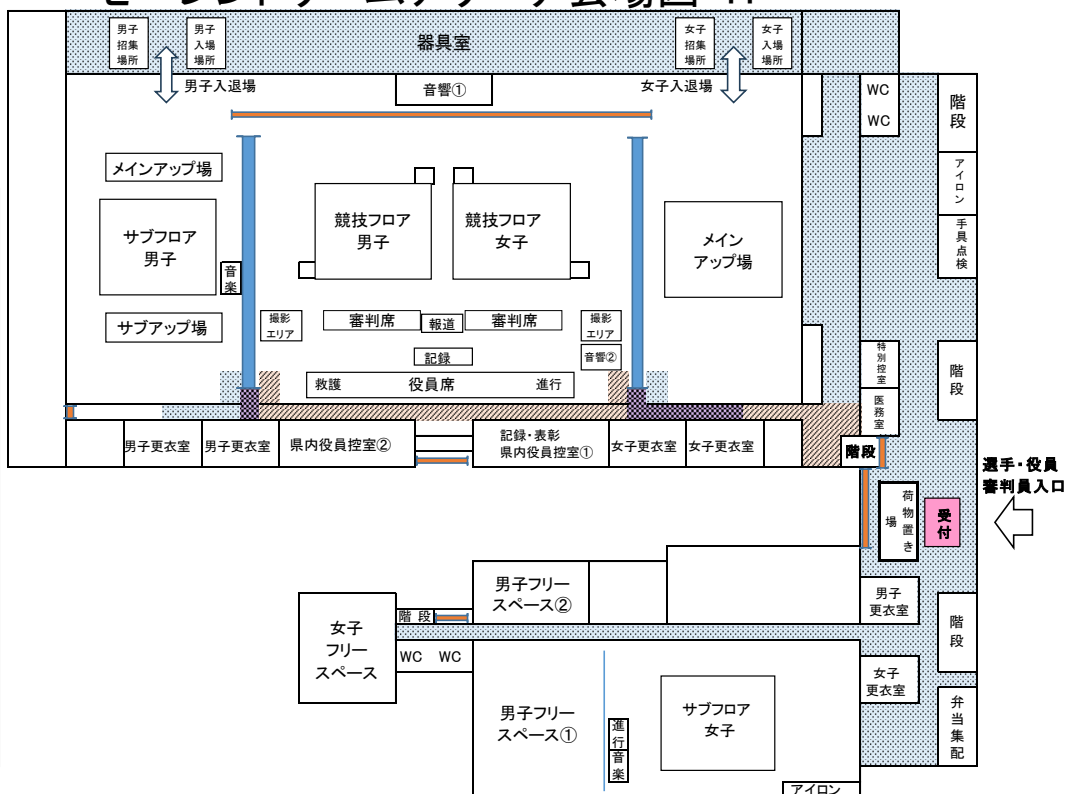 男子
招集
場所
男子
入場
場所
器具室
女子
招集
場所
女子
入場
場所
男子入退場
音響①
女子入退場
WC
WC
階段
メインアップ場
アイロン
サブフロア
男子
競技フロア
男子
競技フロア
女子
メイン
アップ場
手具点検
音楽
サブアップ場
撮影
エリア
審判席
報道
審判席
撮影
エリア
記録
音響②
特別控室
階段
救護
役員席
進行
医務室
男子更衣室
男子更衣室
県内役員控室②
記録・表彰
県内役員控室①
女子更衣室
女子更衣室
階段
選手・役員
審判員入口
荷物置き場
受付
男子フリー
スペース②
男子
更衣室
階段
階段
女子
フリー
スペース
WC
WC
女子
更衣室
男子フリー
スペース①
進行
音楽
サブフロア
女子
弁当集配
アイロン